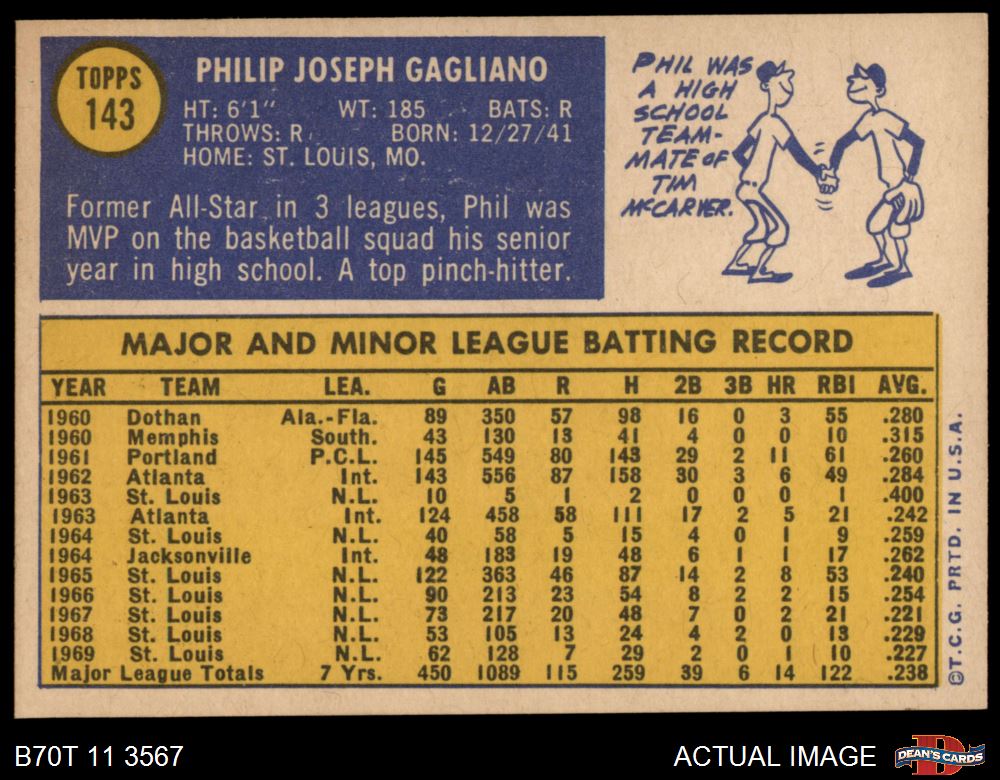 TOPPS
143
PHILIP JOSEPH GAGLIANO
HT: 6'1" WT: 185 BATS: R
THROWS: R BORN: 12/27/41
HOME: ST. LOUIS, MO.
Former All-Star in 3 leagues, Phil was
MVP on the basketball squad his senior
year in high school. A top pinch-hitter.
PHIL WAS
A HIGH
SCHOOL
TEAM-
MATE OF
TIM
McCARVER.
MAJOR AND MINOR LEAGUE BATTING RECORD
YEAR TEAM LEA. G AB R H 2B 3B HR RBI AVG.
1960 Dothan Ala.-Fla. 89 350 57 98 16 0 3 55 .280
1960 Memphis South. 43 130 13 41 4 0 0 10 .315
1961 Portland P.C.L. 145 549 80 143 29 2 11 61 .260
1962 Atlanta Int. 143 556 87 158 30 3 6 49 .284
1963 St. Louis N.L. 10 5 1 2 0 0 0 1 .400
1963 Atlanta Int. 124 458 58 111 17 2 5 21 .242
1964 St. Louis N.L. 40 58 5 15 4 0 1 9 .259
1964 Jacksonville Int. 48 183 19 48 6 1 1 17 .262
1965 St. Louis N.L. 122 363 46 87 14 2 8 53 .240
1966 St. Louis N.L. 90 213 23 54 8 2 2 15 .254
1967 St. Louis N.L. 73 217 20 48 7 0 2 21 .221
1968 St. Louis N.L. 53 105 13 24 4 2 0 13 .229
1969 St. Louis N.L. 62 128 7 29 2 0 1 10 .227
Major League Totals 7 Yrs. 450 1089 115 259 39 6 14 122 .238
©T.C.G. PRTD. IN U.S.A.
B70T 11 3567
ACTUAL IMAGE
D
DEAN'S CARDS